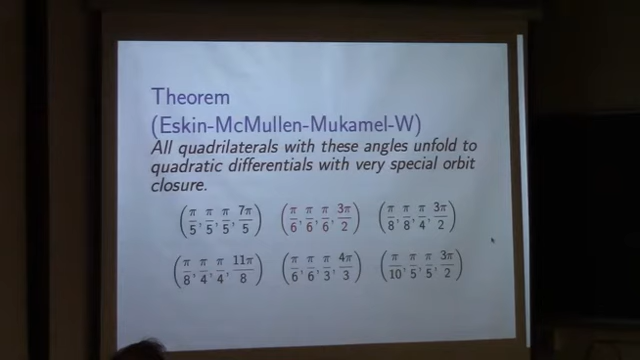 Theorem
(Eskin-McMullen-Mukamel-W)
All quadrilaterals with these angles unfold to
quadratic differentials with very special orbit
closure.
(π/5, π/5, π/5, 7π/5) (π/6, π/6, π/6, 3π/2) (π/8, π/8, π/4, 3π/2)
(π/8, π/4, π/4, 11π/8) (π/6, π/6, π/3, 4π/3) (π/10, π/5, π/5, 3π/2)